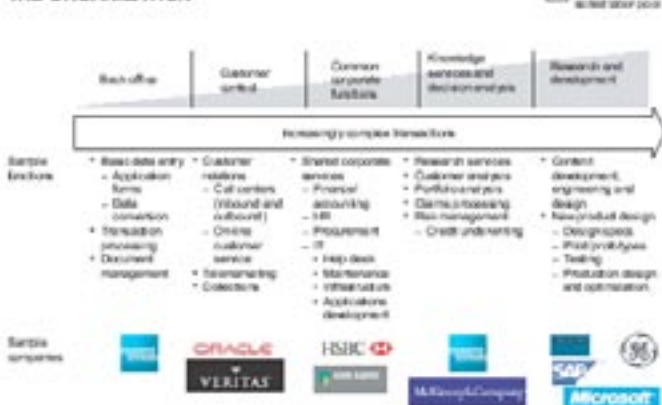 Back office
Customer
contact
Common
corporate
functions
Knowledge
services and
decision analysis
Research and
development
Increasingly complex transactions
Sample
functions
• Basic data entry
– Application
forms
– Data
conversion
• Transaction
processing
• Document
management
• Customer
relations
– Call centers
(inbound and
outbound)
– On-line
customer
service
• Telemarketing
• Collections
• Shared corporate
services
– Financial
accounting
– HR
– Procurement
– IT
• Help desk
• Maintenance
• Infrastructure
• Applications
development
• Research services
• Customer analysis
• Portfolio analysis
• Claims processing
• Risk management
– Credit underwriting
• Content
development,
engineering and
design
• New product design
– Design specs
– Pilot prototypes
– Testing
– Production design
and optimization
Sample
companies
ORACLE
VERITAS
HSBC
McKinsey&Company
SAP
Microsoft